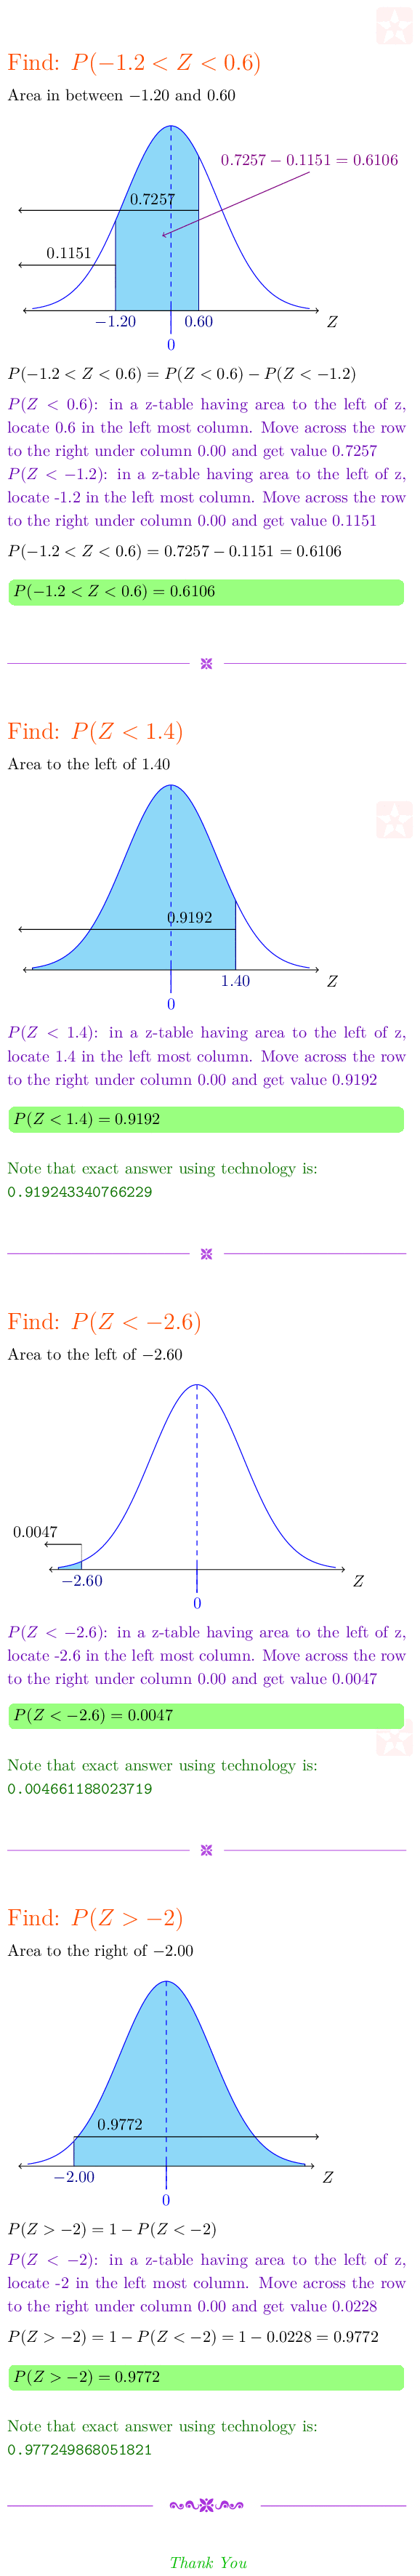 Find: P(−1.2 < Z < 0.6)
Area in between −1.20 and 0.60
0.7257 − 0.1151 = 0.6106
0.7257
0.1151
−1.20
0.60
Z
0
P(−1.2 < Z < 0.6) = P(Z < 0.6) − P(Z < −1.2)
P(Z < 0.6): in a z-table having area to the left of z,
locate 0.6 in the left most column. Move across the row
to the right under column 0.00 and get value 0.7257
P(Z < −1.2): in a z-table having area to the left of z,
locate -1.2 in the left most column. Move across the row
to the right under column 0.00 and get value 0.1151
P(−1.2 < Z < 0.6) = 0.7257 − 0.1151 = 0.6106
P(−1.2 < Z < 0.6) = 0.6106
Find: P(Z < 1.4)
Area to the left of 1.40
0.9192
1.40
Z
0
P(Z < 1.4): in a z-table having area to the left of z,
locate 1.4 in the left most column. Move across the row
to the right under column 0.00 and get value 0.9192
P(Z < 1.4) = 0.9192
Note that exact answer using technology is:
0.919243340766229
Find: P(Z < −2.6)
Area to the left of −2.60
0.0047
−2.60
Z
0
P(Z < −2.6): in a z-table having area to the left of z,
locate -2.6 in the left most column. Move across the row
to the right under column 0.00 and get value 0.0047
P(Z < −2.6) = 0.0047
Note that exact answer using technology is:
0.004661188023719
Find: P(Z > −2)
Area to the right of −2.00
0.9772
−2.00
Z
0
P(Z > −2) = 1 − P(Z < −2)
P(Z < −2): in a z-table having area to the left of z,
locate -2 in the left most column. Move across the row
to the right under column 0.00 and get value 0.0228
P(Z > −2) = 1 − P(Z < −2) = 1 − 0.0228 = 0.9772
P(Z > −2) = 0.9772
Note that exact answer using technology is:
0.977249868051821
Thank You